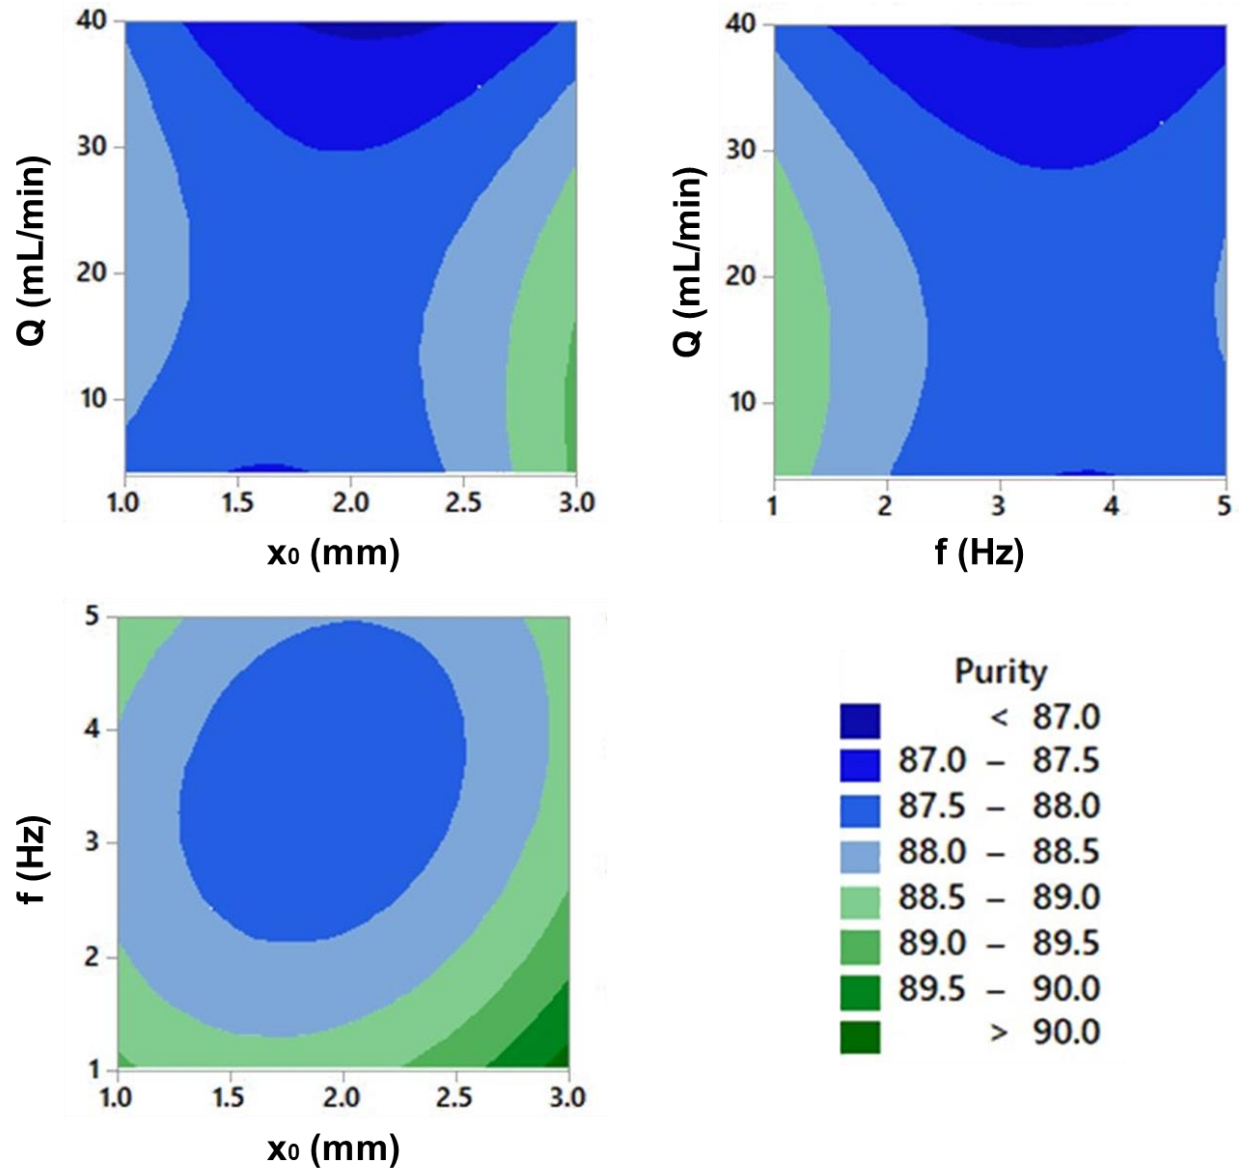 40
30
20
10
Q (mL/min)
1.0 1.5 2.0 2.5 3.0
x₀ (mm)
40
30
20
10
Q (mL/min)
1 2 3 4 5
f (Hz)
5
4
3
2
1
f (Hz)
1.0 1.5 2.0 2.5 3.0
x₀ (mm)
Purity
< 87.0
87.0 – 87.5
87.5 – 88.0
88.0 – 88.5
88.5 – 89.0
89.0 – 89.5
89.5 – 90.0
> 90.0